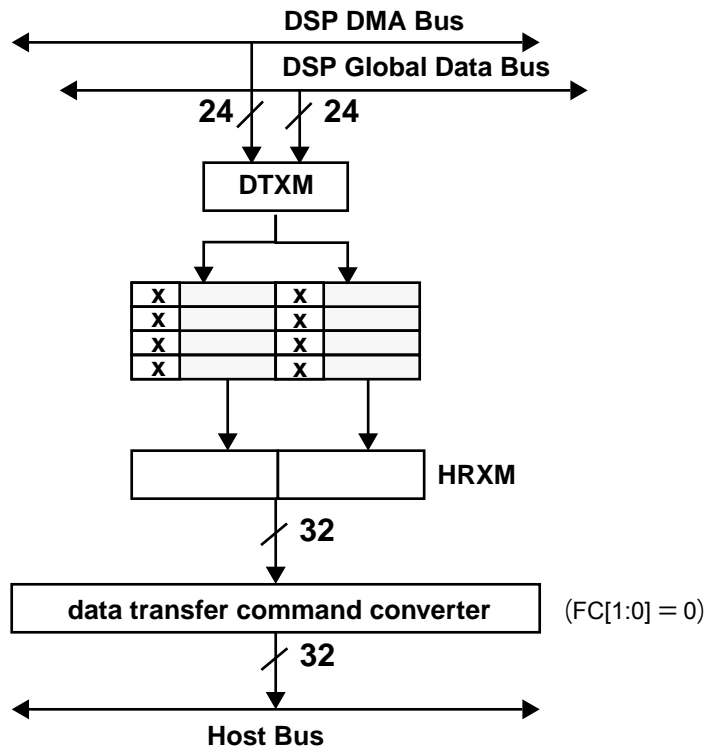 DSP DMA Bus
DSP Global Data Bus
24 24
DTXM
x x
x x
x x
x x
HRXM
32
data transfer command converter (FC[1:0] = 0)
32
Host Bus